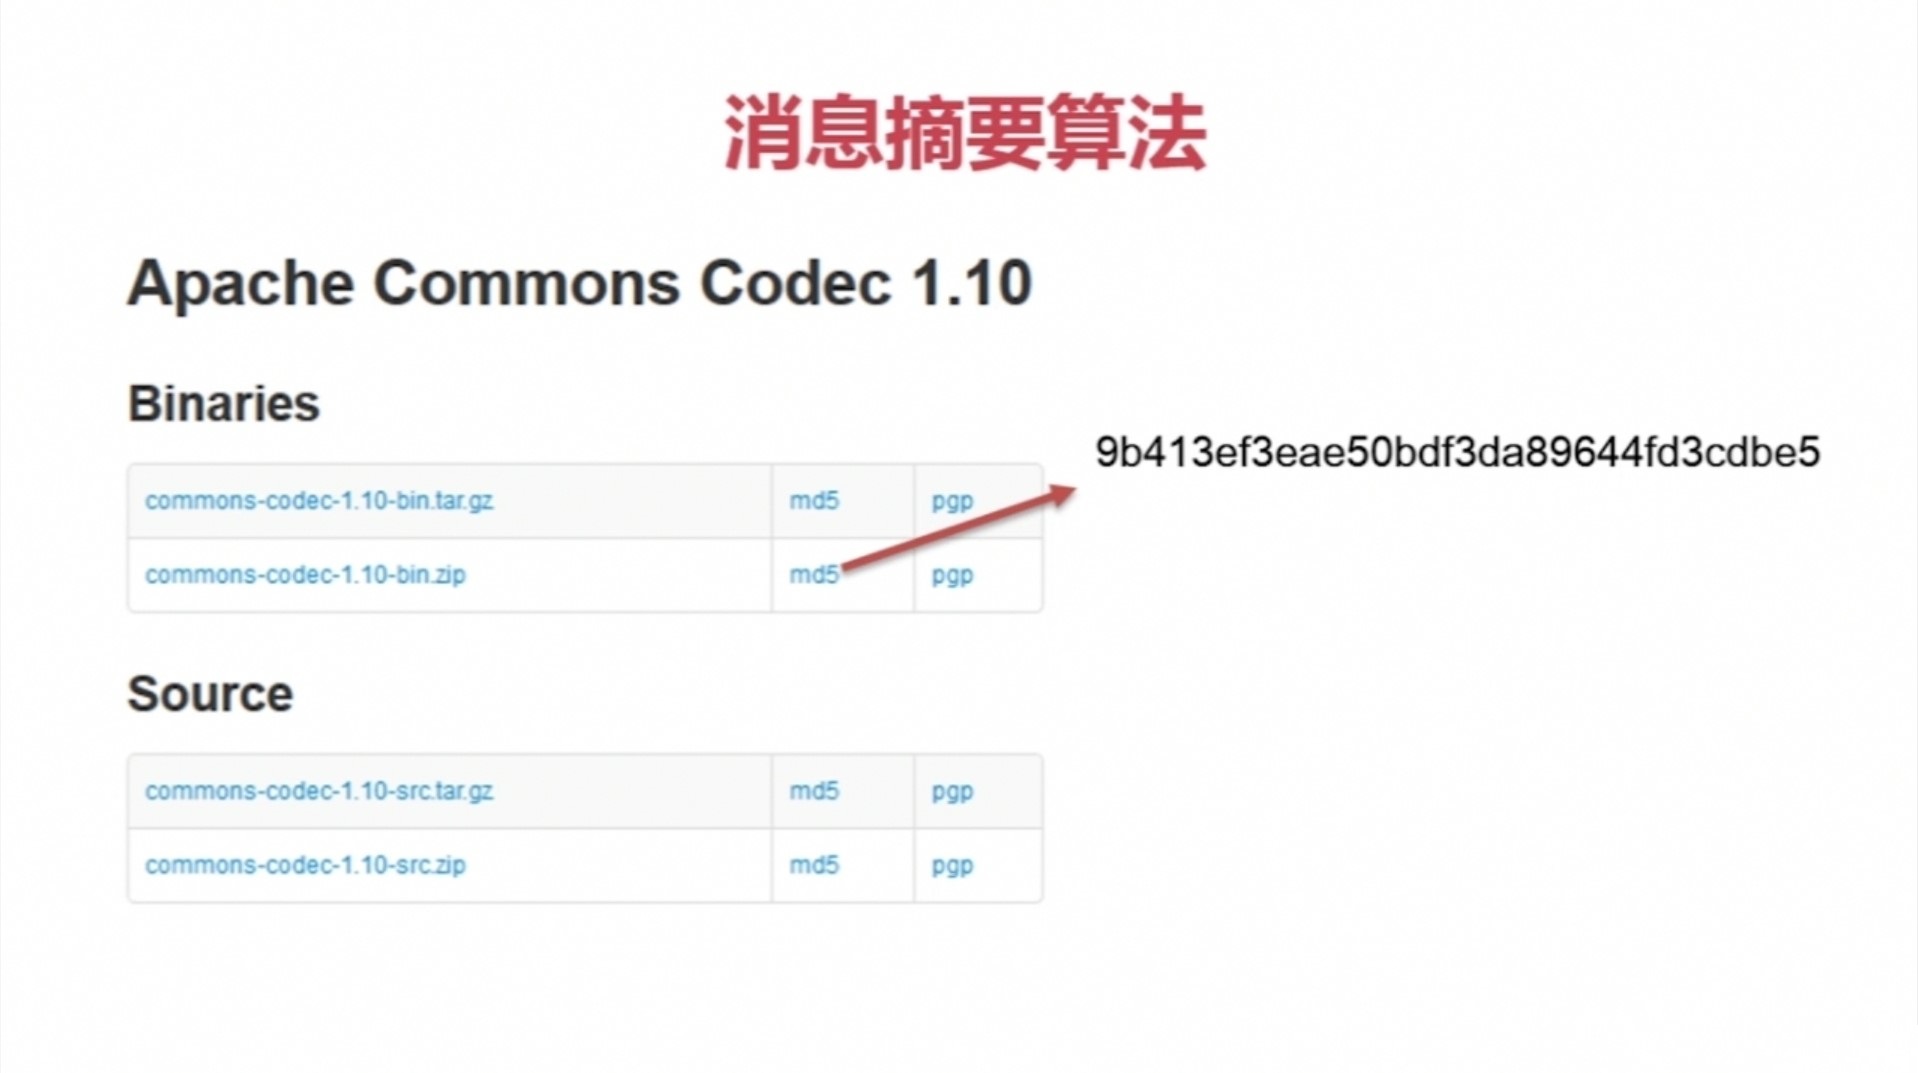 消息摘要算法
Apache Commons Codec 1.10
Binaries
9b413ef3eae50bdf3da89644fd3cdbe5
commons-codec-1.10-bin.tar.gz md5 pgp
commons-codec-1.10-bin.zip md5 pgp
Source
commons-codec-1.10-src.tar.gz md5 pgp
commons-codec-1.10-src.zip md5 pgp